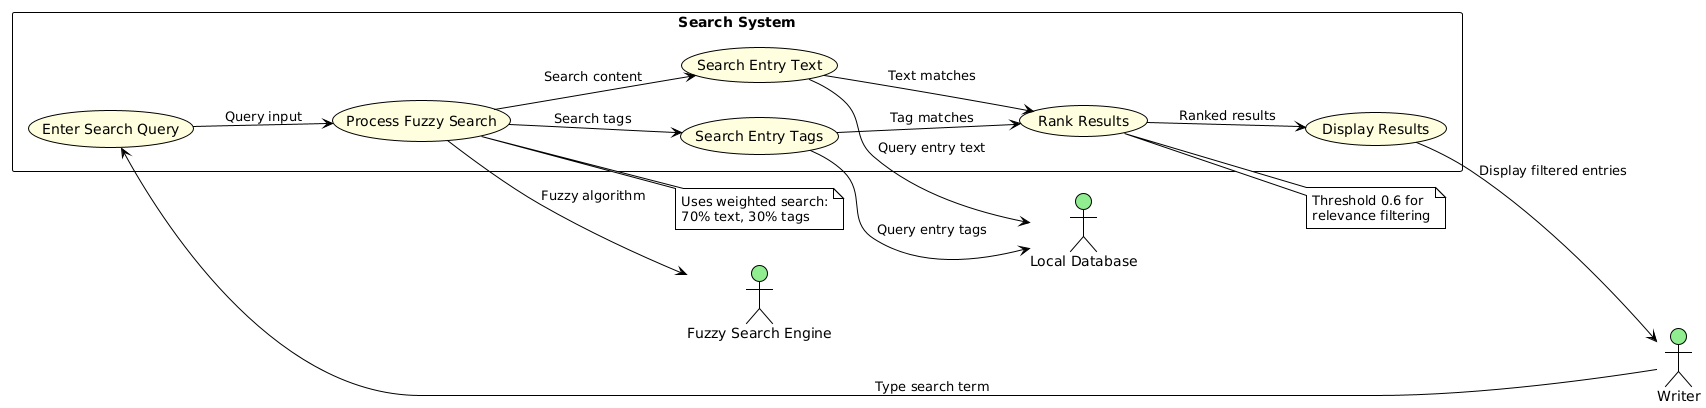 Search System
Search Entry Text
Search content
Text matches
Enter Search Query
Query input
Process Fuzzy Search
Search tags
Search Entry Tags
Tag matches
Rank Results
Ranked results
Display Results
Query entry text
Display filtered entries
Fuzzy algorithm
Uses weighted search:
70% text, 30% tags
Threshold 0.6 for
relevance filtering
Query entry tags
Local Database
Fuzzy Search Engine
Type search term
Writer